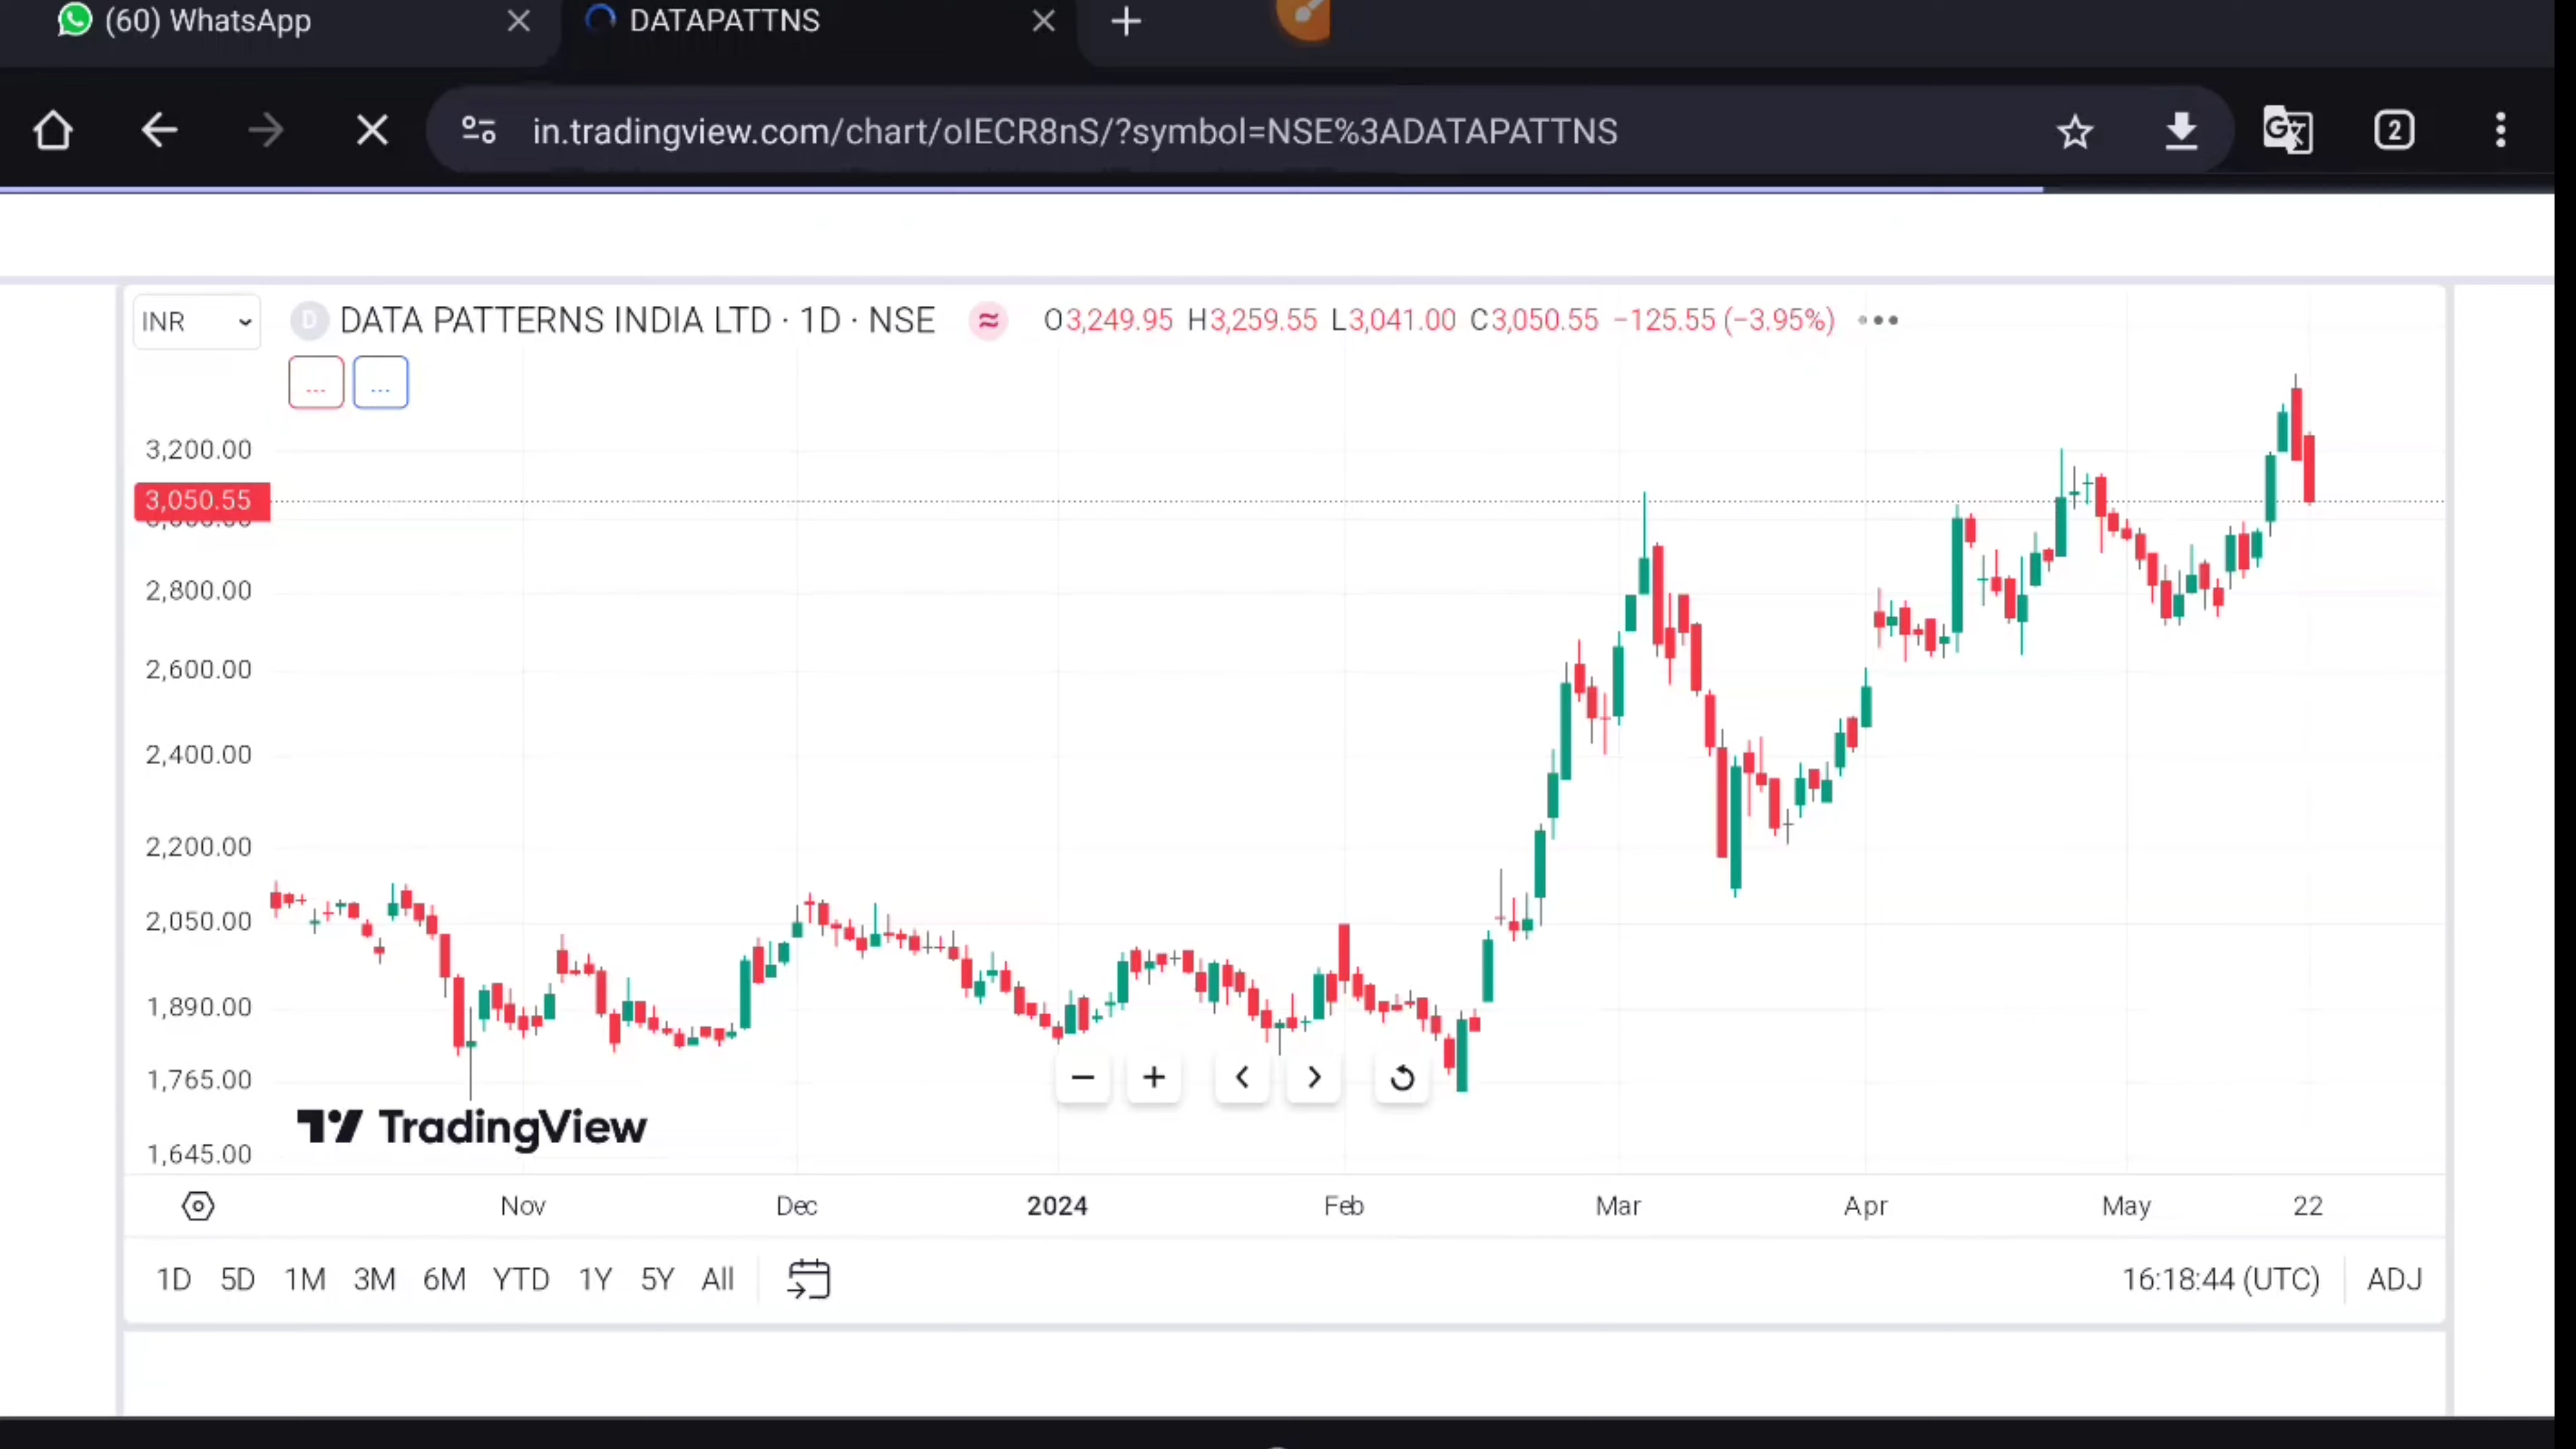 (60) WhatsApp
DATAPATTNS
in.tradingview.com/chart/oIECR8nS/?symbol=NSE%3ADATAPATTNS
2
INR
D DATA PATTERNS INDIA LTD · 1D · NSE ≈ O3,249.95 H3,259.55 L3,041.00 C3,050.55 −125.55 (−3.95%)
3,200.00
3,050.55
2,800.00
2,600.00
2,400.00
2,200.00
2,050.00
1,890.00
1,765.00
1,645.00
TradingView
Nov Dec 2024 Feb Mar Apr May 22
1D 5D 1M 3M 6M YTD 1Y 5Y All
16:18:44 (UTC) ADJ